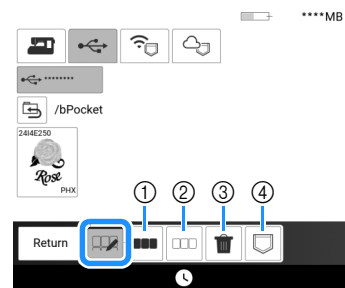 ****MB
········
/bPocket
24I4E250
Rose
PHX
① ② ③ ④
Return